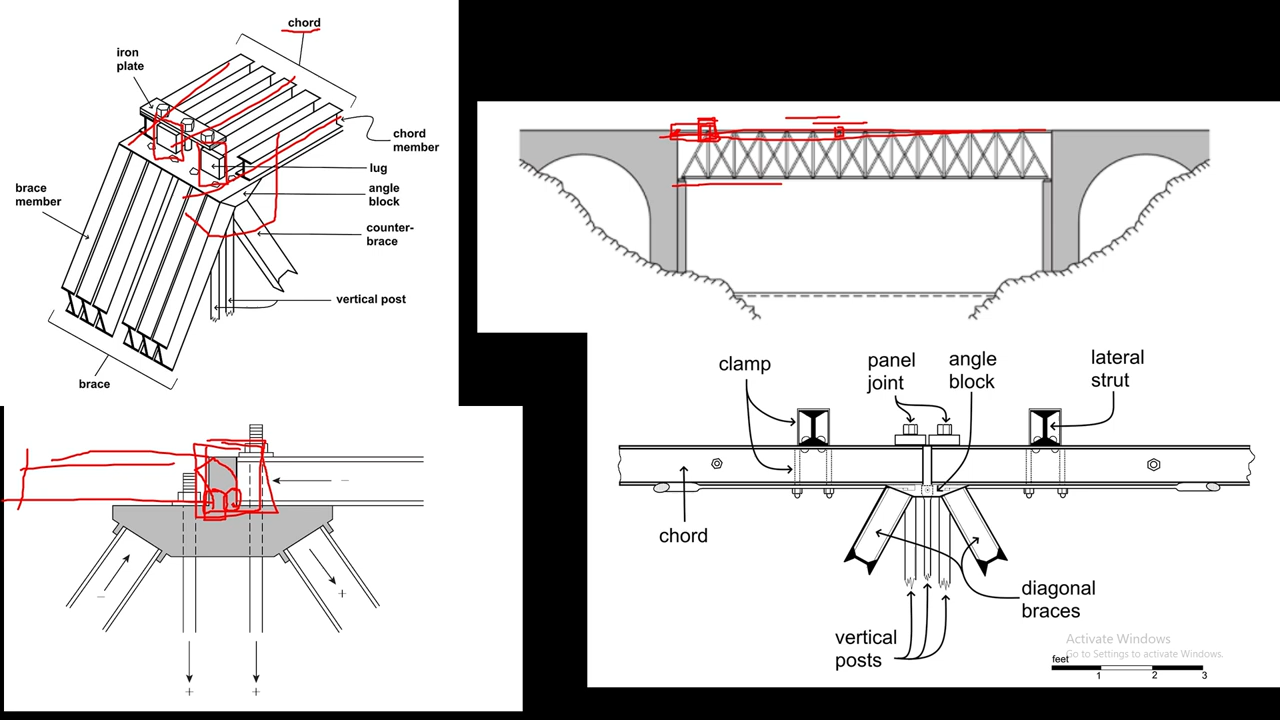 chord
iron
plate
chord
member
lug
brace
member
angle
block
counter-
brace
vertical post
brace
−
−
+
+
+
clamp
panel
joint
angle
block
lateral
strut
chord
diagonal
braces
vertical
posts
Activate Windows
Go to Settings to activate Windows.
feet
1
2
3